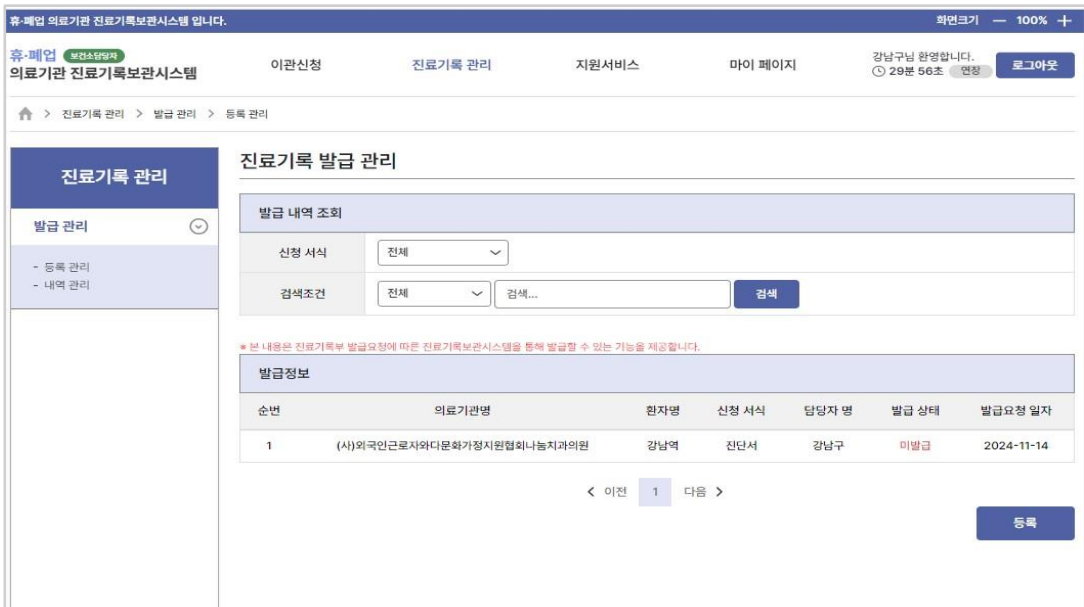 휴·폐업 의료기관 진료기록보관시스템 입니다.
화면크기 — 100% +
휴·폐업 보건소담당자
의료기관 진료기록보관시스템
이관신청 진료기록 관리 지원서비스 마이 페이지
강남구님 환영합니다.
29분 56초 연장
로그아웃
> 진료기록 관리 > 발급 관리 > 등록 관리
진료기록 관리
발급 관리
- 등록 관리
- 내역 관리
진료기록 발급 관리
발급 내역 조회
신청 서식 전체
검색조건 전체 검색... 검색
* 본 내용은 진료기록부 발급요청에 따른 진료기록보관시스템을 통해 발급할 수 있는 기능을 제공합니다.
발급정보
순번 의료기관명 환자명 신청 서식 담당자 명 발급 상태 발급요청 일자
1 (사)외국인근로자와다문화가정지원협회나눔치과의원 강남역 진단서 강남구 미발급 2024-11-14
< 이전 1 다음 >
등록